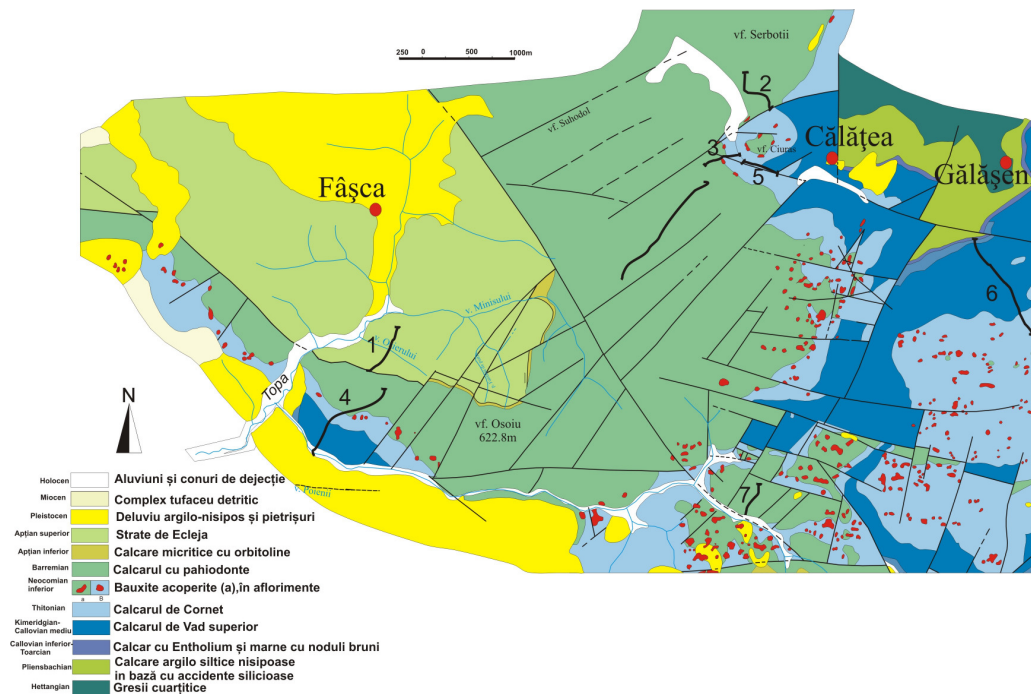 vf. Serbotii
250 0 500 1000m
2
vf. Suhodol
3
vf. Ciungi
Călăţea
5
Gălăşeni
Fâşca
6
v. Minisului
1
v. Osierului
Topa
4
N
vf. Osoiu
622.8m
v. Poienii
7
Holocen Aluviuni și conuri de dejecție
Miocen Complex tufaceu detritic
Pleistocen Deluviu argilo-nisipos și pietrișuri
Apțian superior Strate de Ecleja
Apțian inferior Calcare micritice cu orbitoline
Barremian Calcarul cu pahiodonte
Neocomian
inferior Bauxite acoperite (a),în aflorimente
a B
Thitonian Calcarul de Cornet
Kimeridgian-
Callovian mediu Calcarul de Vad superior
Callovian inferior-
Toarcian Calcar cu Entholium și marne cu noduli bruni
Pliensbachian Calcare argilo siltice nisipoase
in bază cu accidente silicioase
Hettangian Gresii cuarțitice